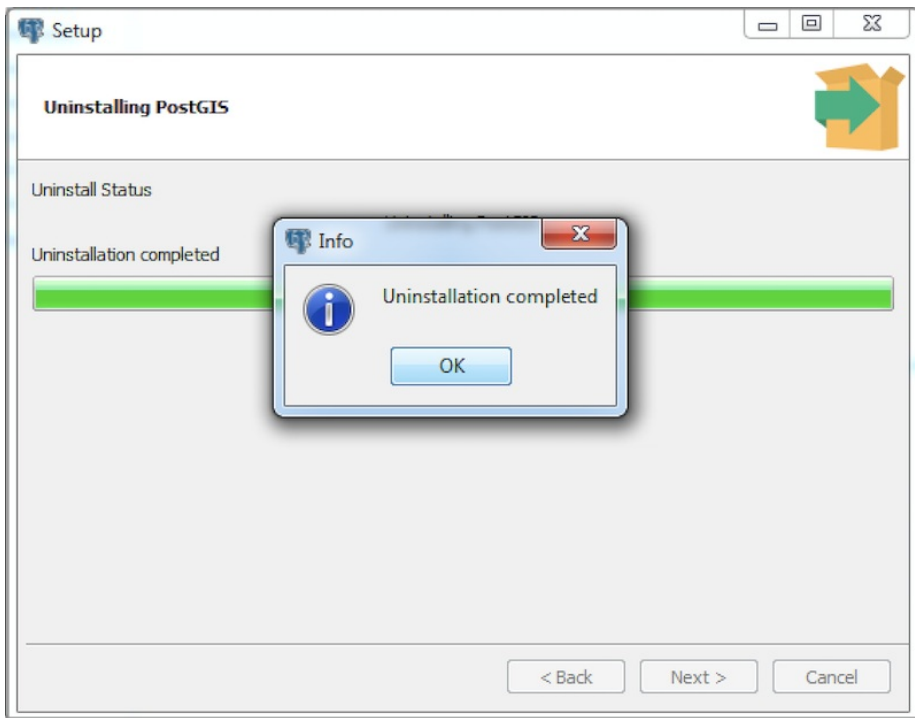 Setup
Uninstalling PostGIS
Uninstall Status
Uninstallation completed
Info
Uninstallation completed
OK
< Back
Next >
Cancel